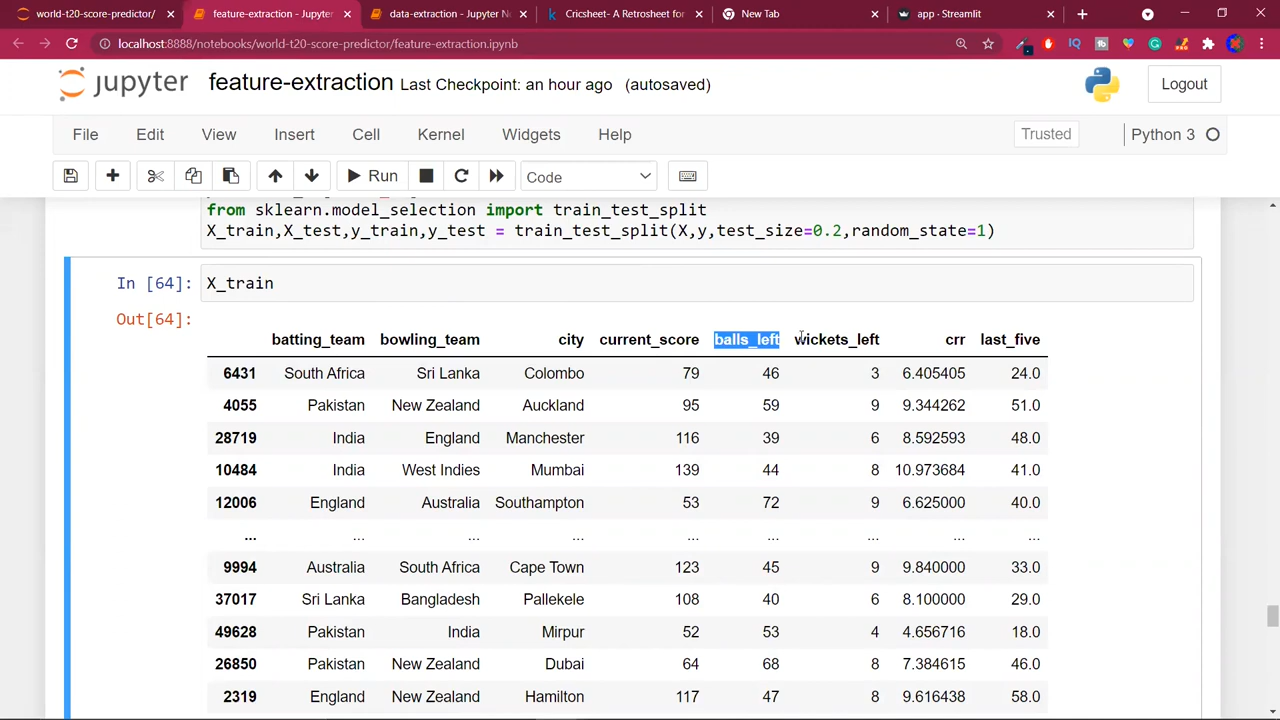 world-t20-score-predictor/
feature-extraction - Jupyter
data-extraction - Jupyter N
Cricsheet- A Retrosheet for
New Tab
app · Streamlit
localhost:8888/notebooks/world-t20-score-predictor/feature-extraction.ipynb
jupyter feature-extraction Last Checkpoint: an hour ago (autosaved)
Logout
File Edit View Insert Cell Kernel Widgets Help
Trusted Python 3
Run Code
from sklearn.model_selection import train_test_split
X_train,X_test,y_train,y_test = train_test_split(X,y,test_size=0.2,random_state=1)
In [64]: X_train
Out[64]:
batting_team bowling_team city current_score balls_left wickets_left crr last_five
6431 South Africa Sri Lanka Colombo 79 46 3 6.405405 24.0
4055 Pakistan New Zealand Auckland 95 59 9 9.344262 51.0
28719 India England Manchester 116 39 6 8.592593 48.0
10484 India West Indies Mumbai 139 44 8 10.973684 41.0
12006 England Australia Southampton 53 72 9 6.625000 40.0
... ... ... ... ... ... ... ... ...
9994 Australia South Africa Cape Town 123 45 9 9.840000 33.0
37017 Sri Lanka Bangladesh Pallekele 108 40 6 8.100000 29.0
49628 Pakistan India Mirpur 52 53 4 4.656716 18.0
26850 Pakistan New Zealand Dubai 64 68 8 7.384615 46.0
2319 England New Zealand Hamilton 117 47 8 9.616438 58.0